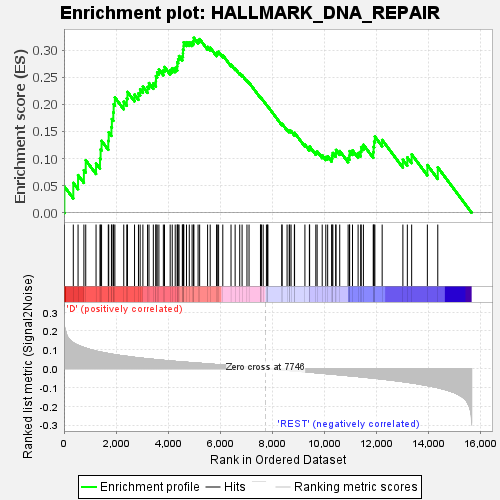 Enrichment plot: HALLMARK_DNA_REPAIR
Enrichment score (ES)
0.30
0.25
0.20
0.15
0.10
0.05
0.00
Ranked list metric (Signal2Noise)
0.3
0.2
0.1
0.0
-0.1
-0.2
-0.3
'D' (positively correlated)
Zero cross at 7746
'REST' (negatively correlated)
0
2,000
4,000
6,000
8,000
10,000
12,000
14,000
16,000
Rank in Ordered Dataset
Enrichment profile
Hits
Ranking metric scores